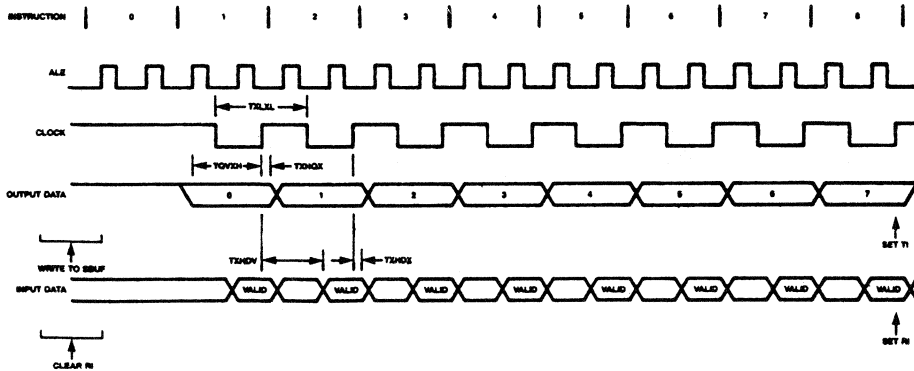 INSTRUCTION 0 1 2 3 4 5 6 7 8
ALE
TXLXL
CLOCK
TQVXH TXHQX
OUTPUT DATA 0 1 2 3 4 5 6 7
WRITE TO SBUF
SET TI
TXHDV TXHDX
INPUT DATA VALID VALID VALID VALID VALID VALID VALID VALID
CLEAR RI
SET RI